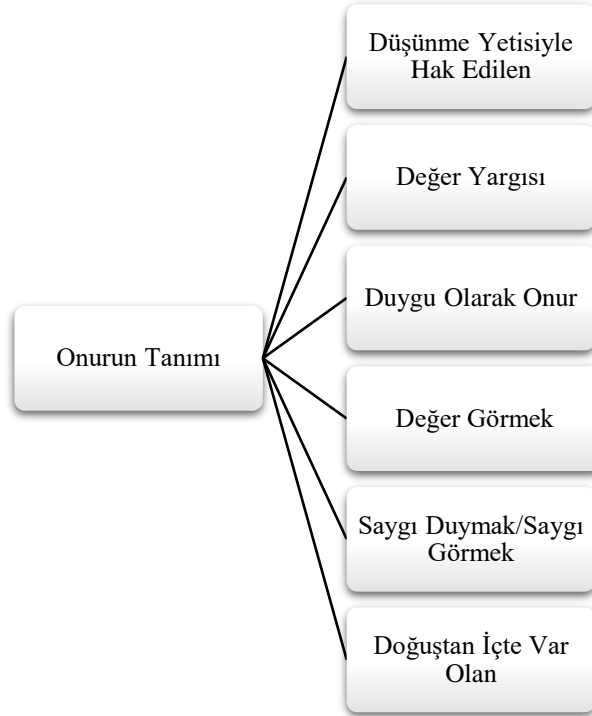 Düşünme Yetisiyle
Hak Edilen
Değer Yargısı
Duygu Olarak Onur
Onurun Tanımı
Değer Görmek
Saygı Duymak/Saygı
Görmek
Doğuştan İçte Var
Olan